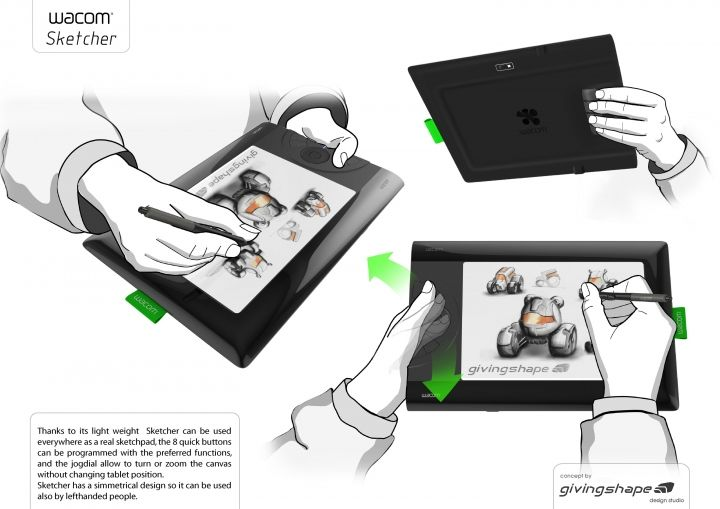 wacom
Sketcher
givingshape
wacom
wacom
wacom
givingshape
wacom
Thanks to its light weight Sketcher can be used
everywhere as a real sketchpad, the 8 quick buttons
can be programmed with the preferred functions,
and the jogdial allow to turn or zoom the canvas
without changing tablet position.
Sketcher has a simmetrical design so it can be used
also by lefthanded people.
concept by
givingshape
design studio